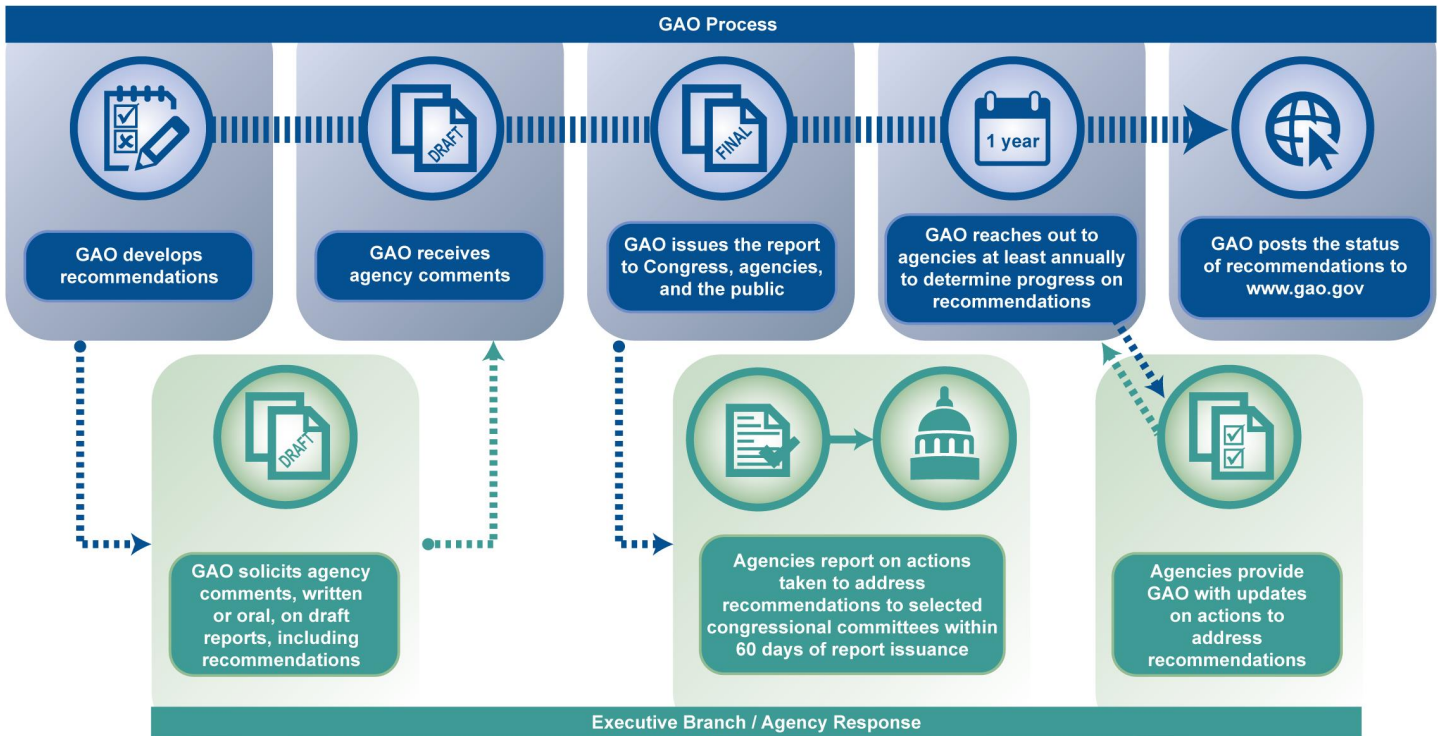 GAO Process
GAO develops
recommendations
DRAFT
GAO receives
agency comments
FINAL
GAO issues the report
to Congress, agencies,
and the public
1 year
GAO reaches out to
agencies at least annually
to determine progress on
recommendations
GAO posts the status
of recommendations to
www.gao.gov
DRAFT
GAO solicits agency
comments, written
or oral, on draft
reports, including
recommendations
Agencies report on actions
taken to address
recommendations to selected
congressional committees within
60 days of report issuance
Agencies provide
GAO with updates
on actions to
address
recommendations
Executive Branch / Agency Response